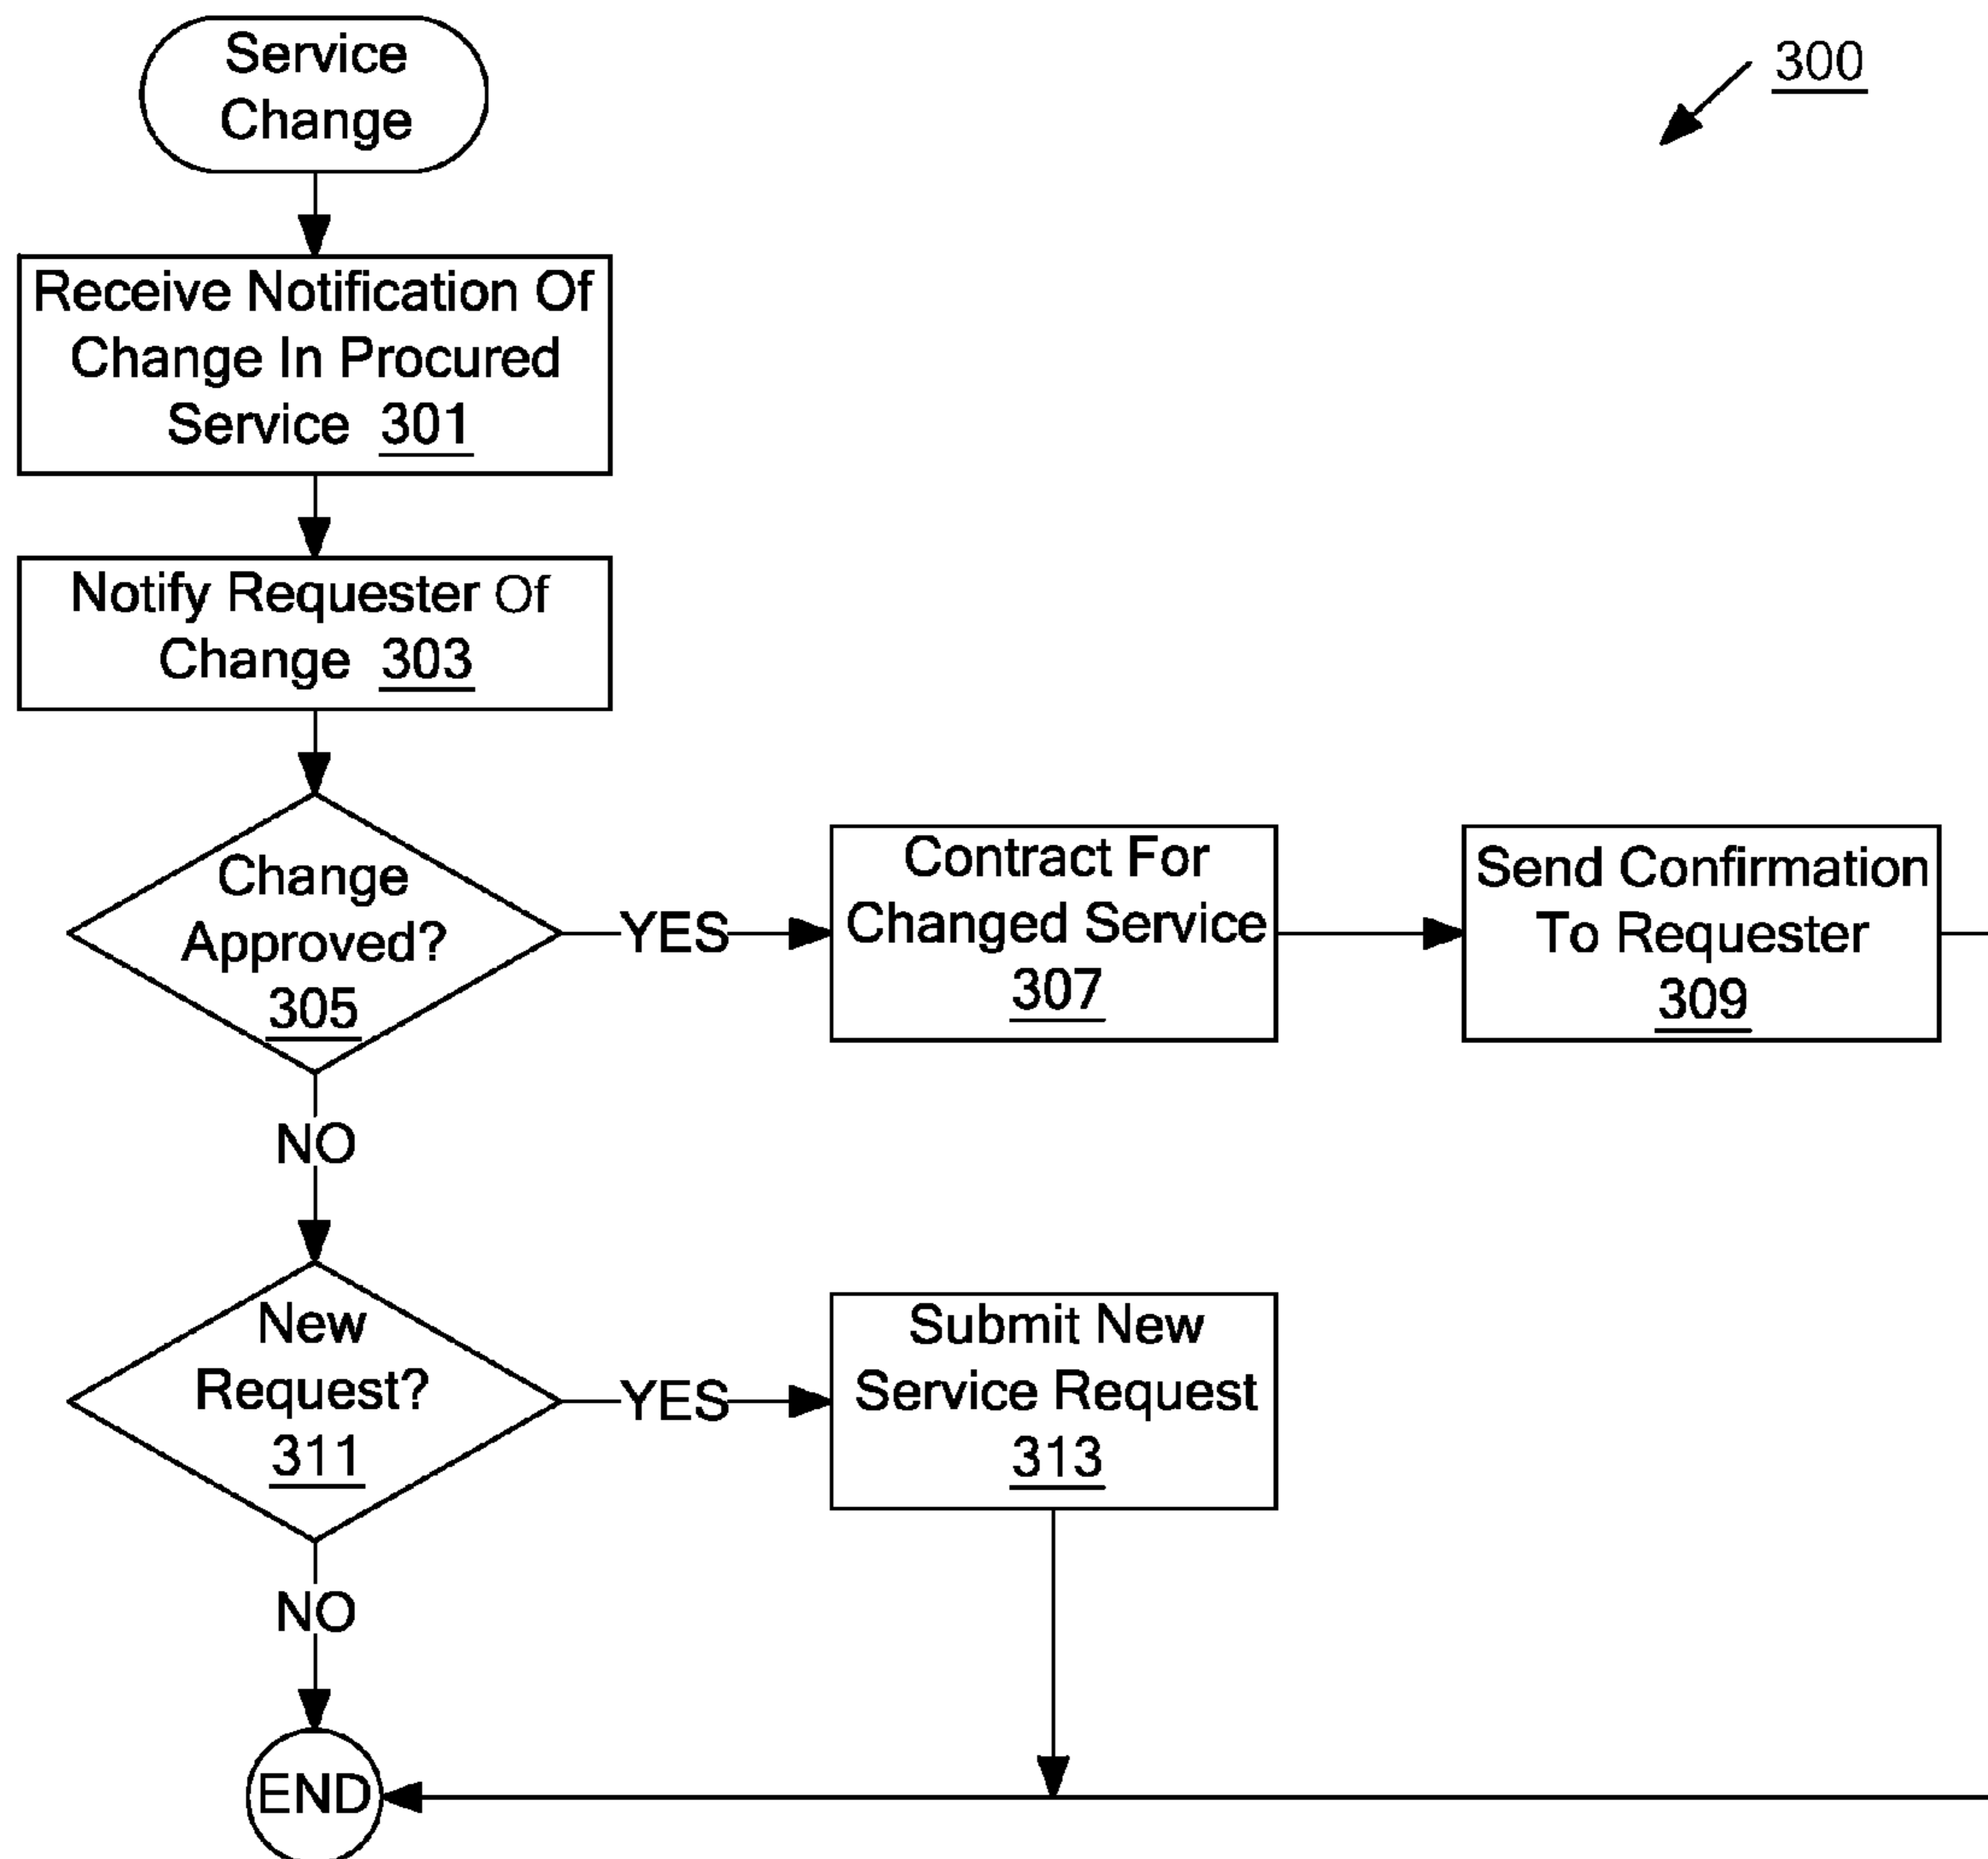 Service
Change
300
Receive Notification Of
Change In Procured
Service 301
Notify Requester Of
Change 303
Change
Approved?
305
YES
Contract For
Changed Service
307
Send Confirmation
To Requester
309
NO
New
Request?
311
YES
Submit New
Service Request
313
NO
END